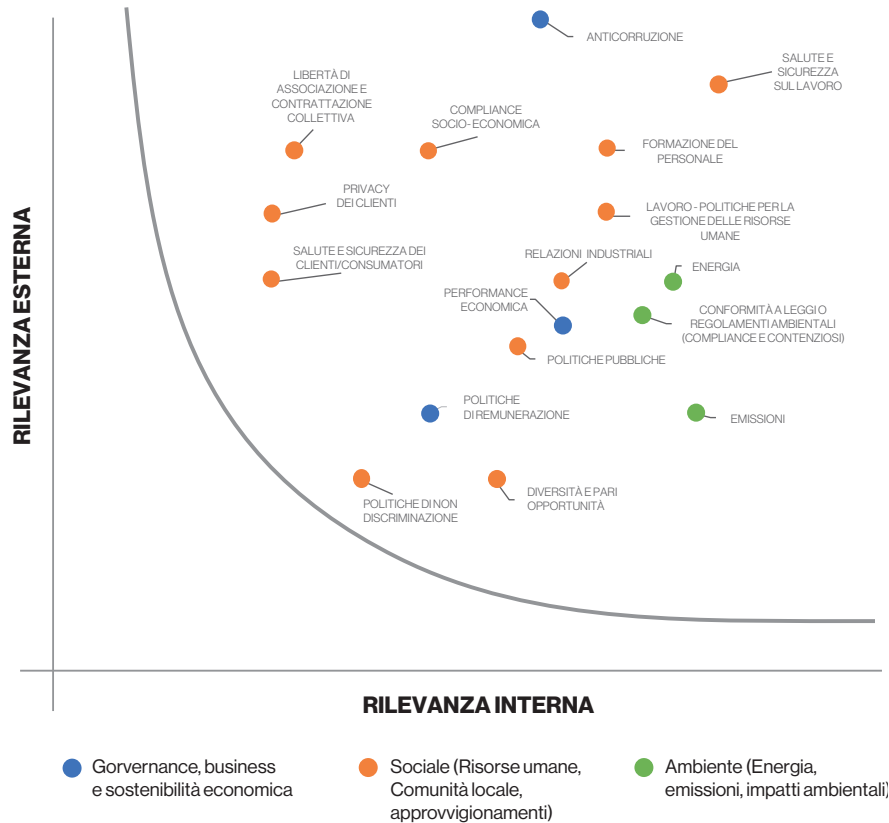 ANTICORRUZIONE
SALUTE E
SICUREZZA
SUL LAVORO
LIBERTÀ DI
ASSOCIAZIONE E
CONTRATTAZIONE
COLLETTIVA
COMPLIANCE
SOCIO-ECONOMICA
FORMAZIONE DEL
PERSONALE
PRIVACY
DEI CLIENTI
LAVORO - POLITICHE PER LA
GESTIONE DELLE RISORSE
UMANE
SALUTE E SICUREZZA DEI
CLIENTI/CONSUMATORI
RELAZIONI INDUSTRIALI
ENERGIA
PERFORMANCE
ECONOMICA
CONFORMITÀ A LEGGI O
REGOLAMENTI AMBIENTALI
(COMPLIANCE E CONTENZIOSI)
POLITICHE PUBBLICHE
POLITICHE
DI REMUNERAZIONE
EMISSIONI
POLITICHE DI NON
DISCRIMINAZIONE
DIVERSITÀ E PARI
OPPORTUNITÀ
RILEVANZA ESTERNA
RILEVANZA INTERNA
Gorvernance, business
e sostenibilità economica
Sociale (Risorse umane,
Comunità locale,
approvvigionamenti)
Ambiente (Energia,
emissioni, impatti ambientali)